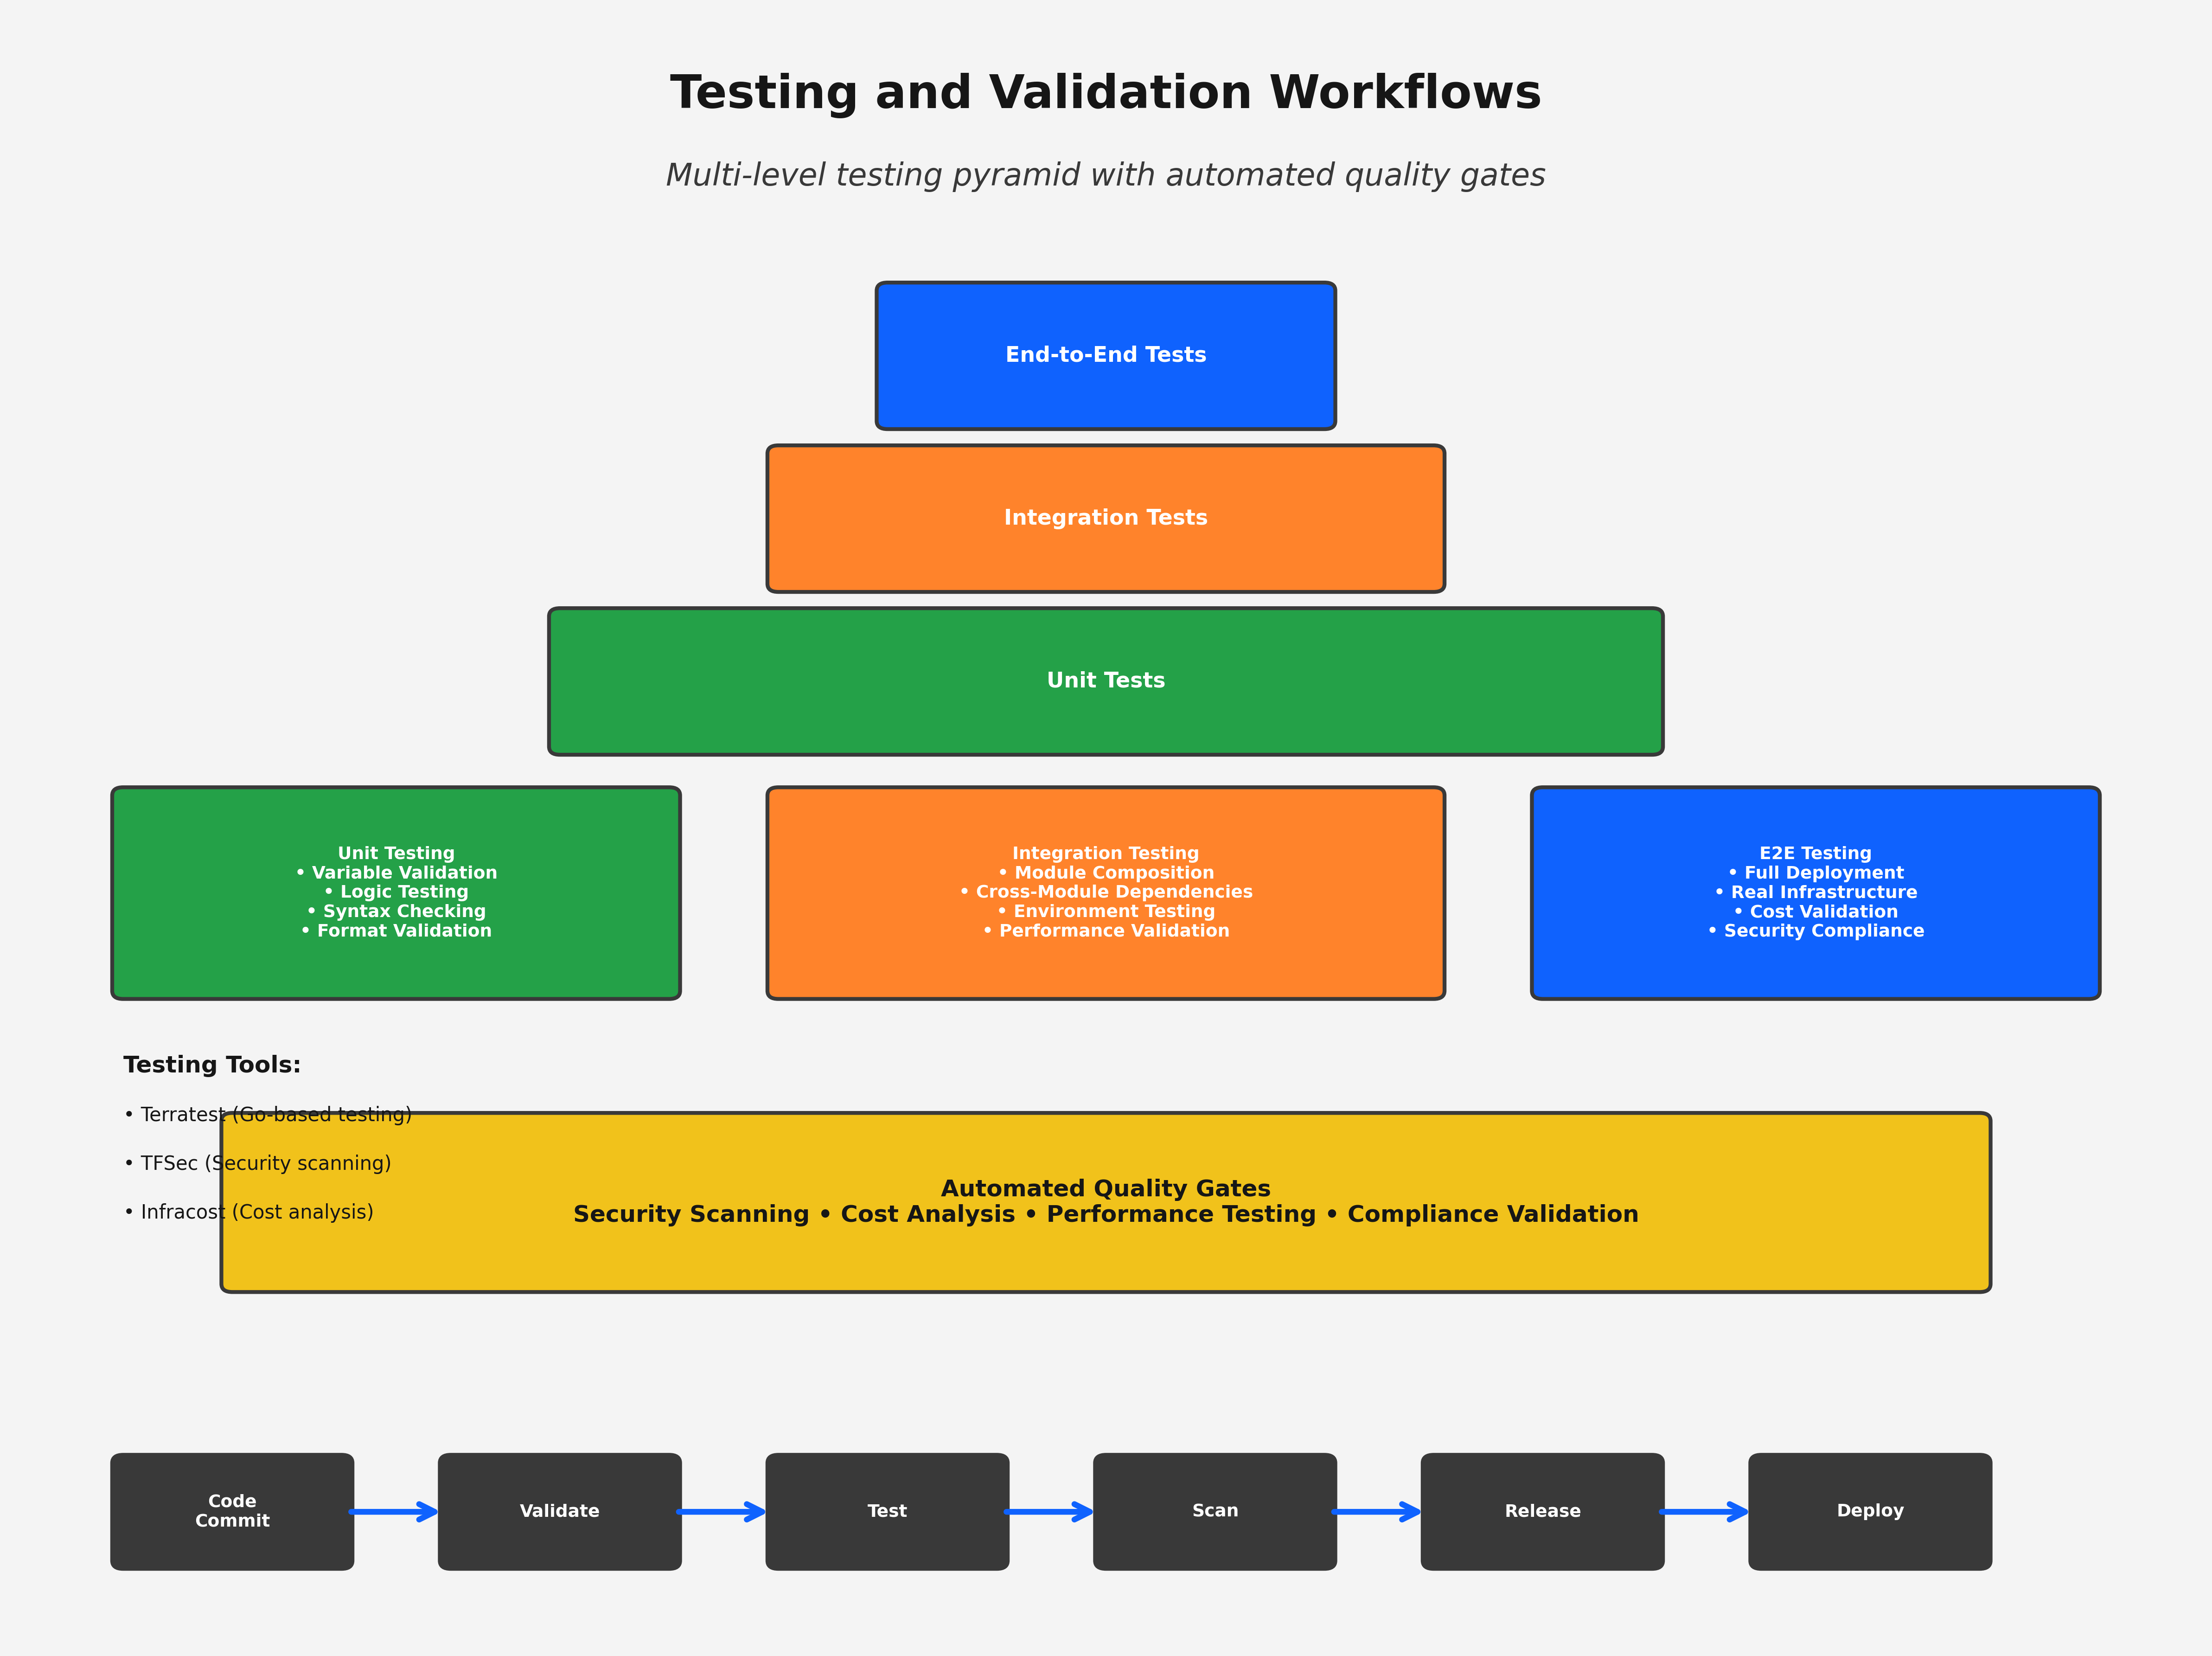 Testing and Validation Workflows
Multi-level testing pyramid with automated quality gates
End-to-End Tests
Integration Tests
Unit Tests
Unit Testing
• Variable Validation
• Logic Testing
• Syntax Checking
• Format Validation
Integration Testing
• Module Composition
• Cross-Module Dependencies
• Environment Testing
• Performance Validation
E2E Testing
• Full Deployment
• Real Infrastructure
• Cost Validation
• Security Compliance
Testing Tools:
• Terratest (Go-based testing)
• TFSec (Security scanning)
• Infracost (Cost analysis)
Automated Quality Gates
Security Scanning • Cost Analysis • Performance Testing • Compliance Validation
Code
Commit
Validate
Test
Scan
Release
Deploy